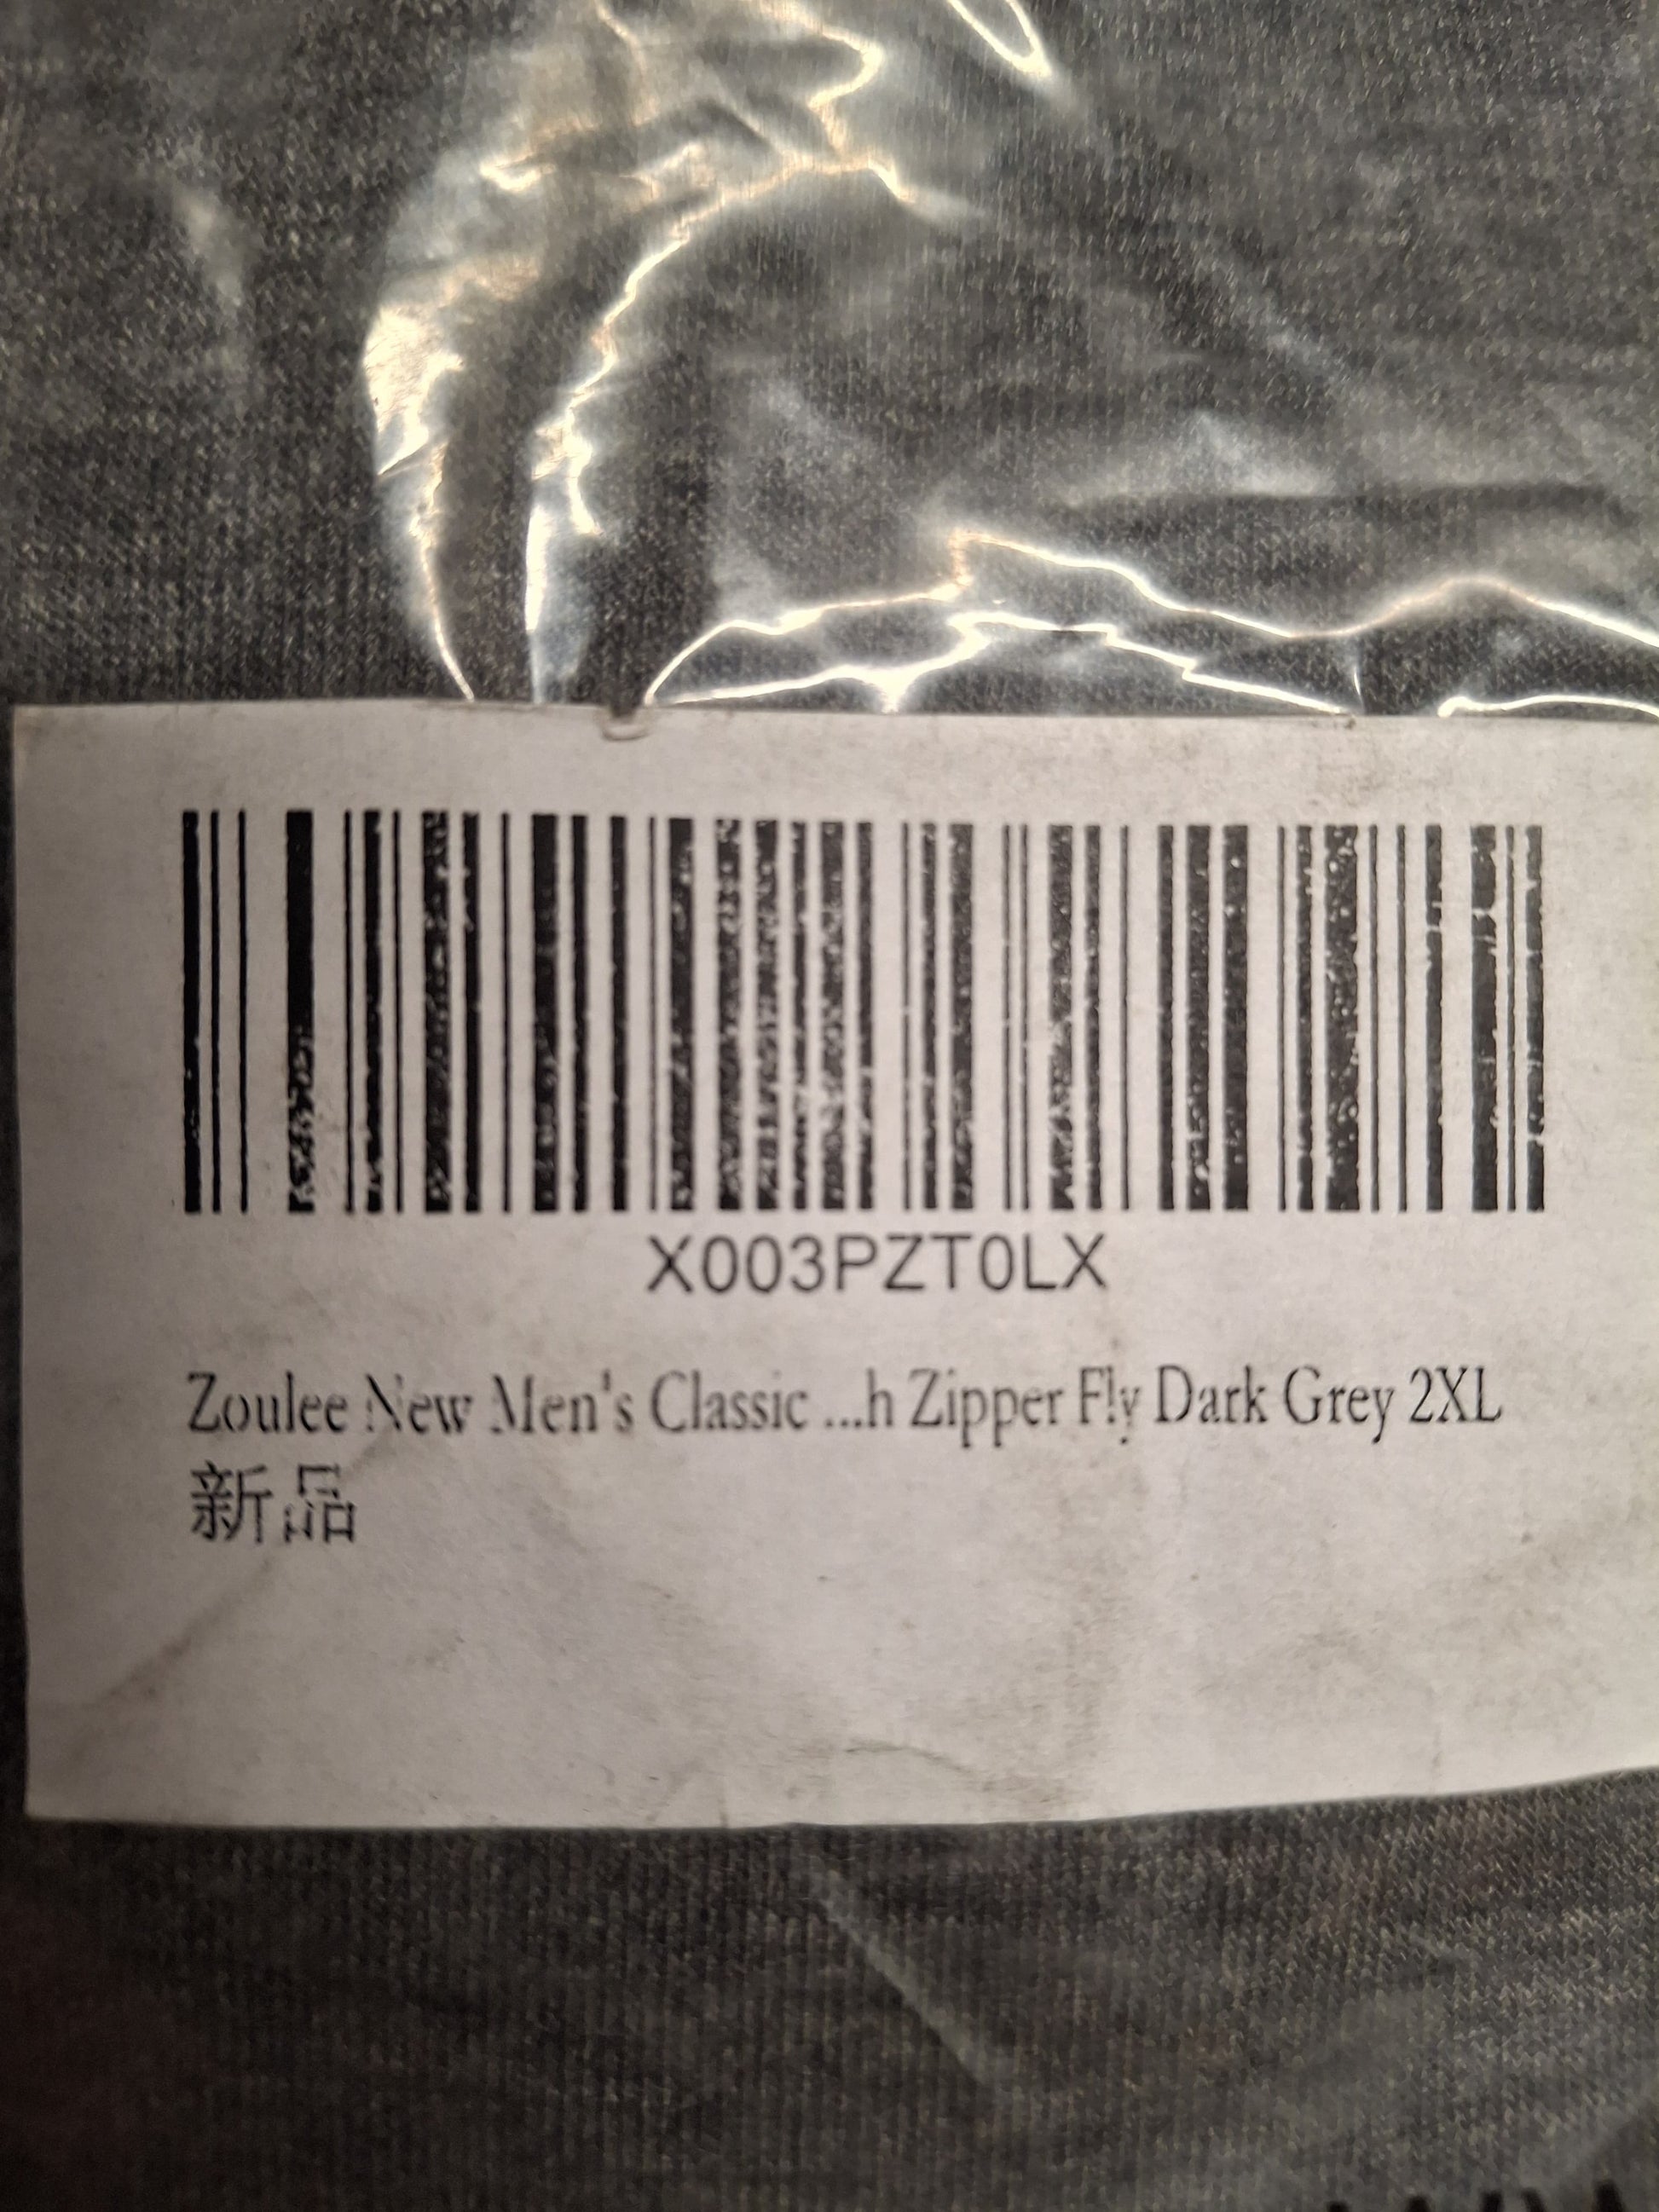 X003PZT0LX
Zoulee New Men's Classic ...h Zipper Fly Dark Grey 2XL
新品